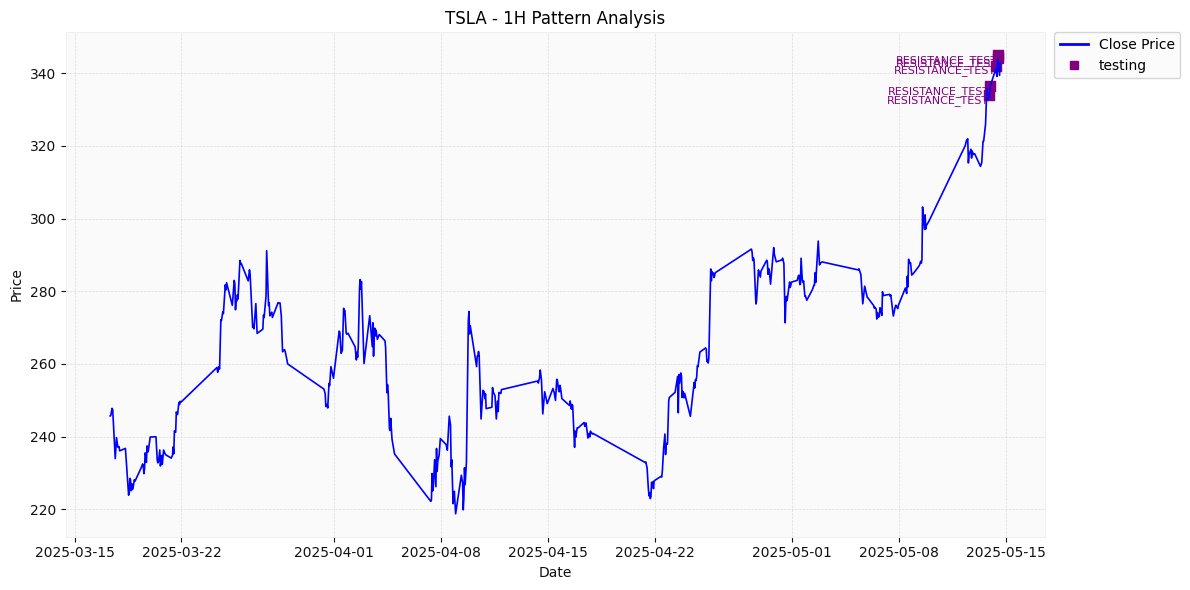 TSLA - 1H Pattern Analysis
Close Price
testing
RESISTANCE_TEST
RESISTANCE_TEST
RESISTANCE_TEST
RESISTANCE_TEST
RESISTANCE_TEST
Price
340
320
300
280
260
240
220
2025-03-15
2025-03-22
2025-04-01
2025-04-08
2025-04-15
2025-04-22
2025-05-01
2025-05-08
2025-05-15
Date